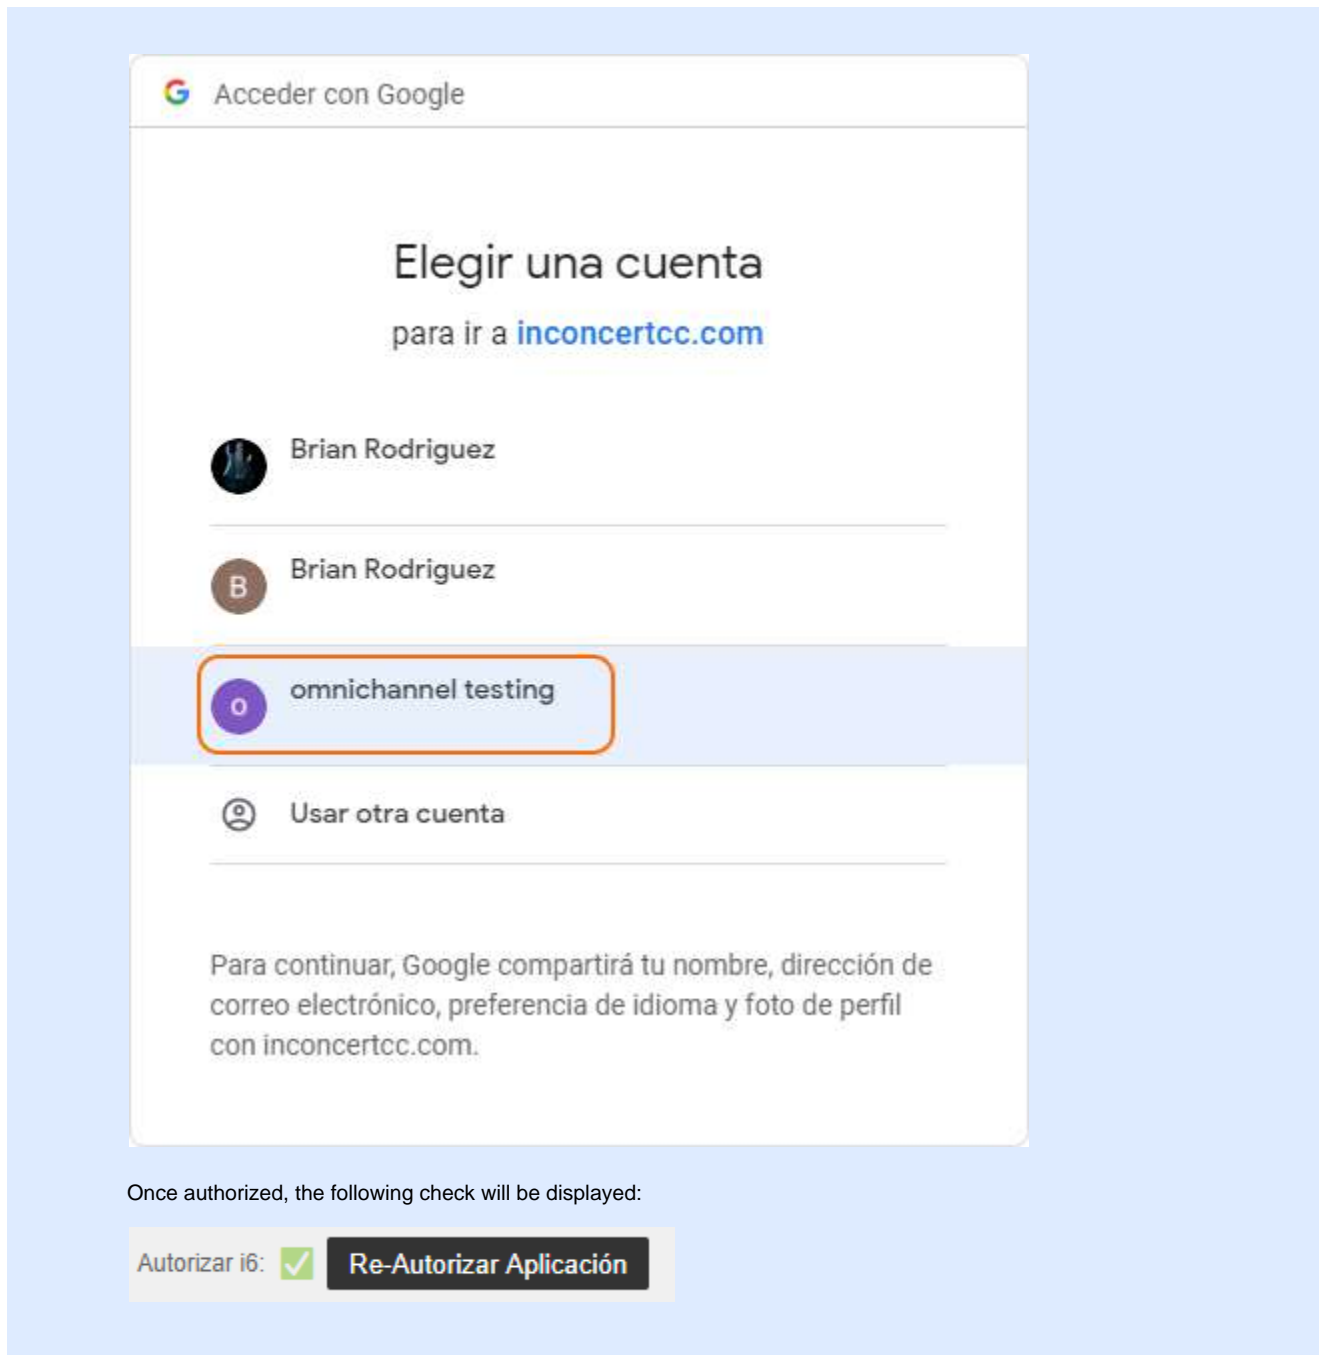 G Acceder con Google
Elegir una cuenta
para ir a inconcertcc.com
Brian Rodriguez
B
Brian Rodriguez
o
omnichannel testing
Usar otra cuenta
Para continuar, Google compartirá tu nombre, dirección de
correo electrónico, preferencia de idioma y foto de perfil
con inconcertcc.com.
Once authorized, the following check will be displayed:
Autorizar i6: Re-Autorizar Aplicación